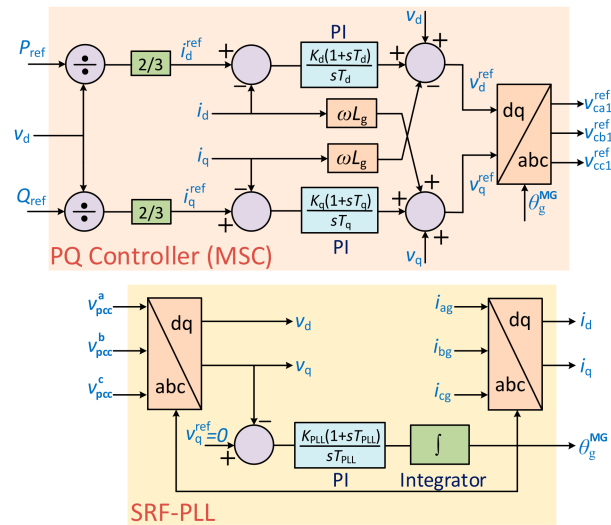 v_d
PI
P_ref
÷
2/3
i_d^ref
+
−
K_d(1+sT_d)
sT_d
+
+
−
v_d^ref
v_d
i_d
ωL_g
dq
abc
v_ca1^ref
v_cb1^ref
v_cc1^ref
i_q
ωL_g
Q_ref
÷
2/3
i_q^ref
−
+
K_q(1+sT_q)
sT_q
PI
+
+
+
v_q^ref
θ_g^MG
v_q
PQ Controller (MSC)
v_pcc^a
v_pcc^b
v_pcc^c
dq
abc
v_d
v_q
i_ag
i_bg
i_cg
dq
abc
i_d
i_q
v_q^ref=0
−
+
K_PLL(1+sT_PLL)
sT_PLL
PI
∫
Integrator
θ_g^MG
SRF-PLL